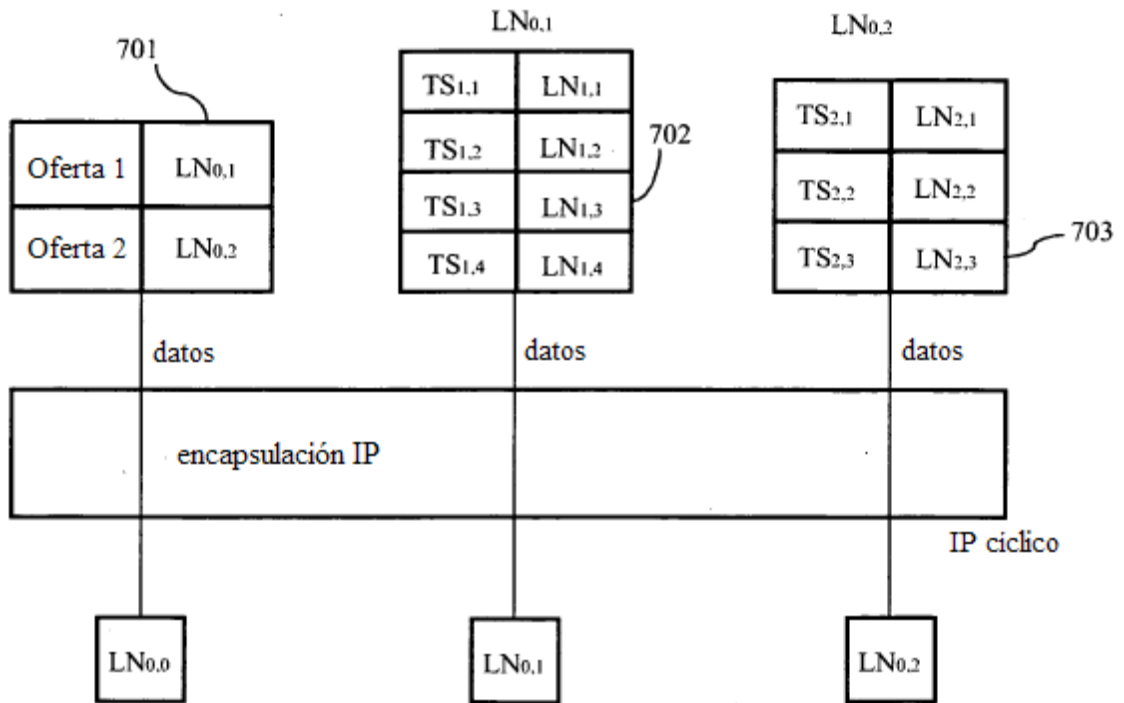 701
Oferta 1 LN0,1
Oferta 2 LN0,2
LN0,1
TS1,1 LN1,1
TS1,2 LN1,2
TS1,3 LN1,3
TS1,4 LN1,4
702
LN0,2
TS2,1 LN2,1
TS2,2 LN2,2
TS2,3 LN2,3
703
datos datos datos
encapsulación IP
IP cíclico
LN0,0 LN0,1 LN0,2